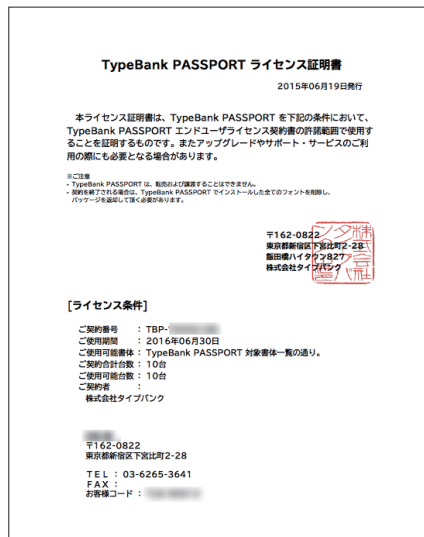 TypeBank PASSPORT ライセンス証明書
2015年06月19日発行
本ライセンス証明書は、TypeBank PASSPORT を下記の条件において、
TypeBank PASSPORT エンドユーザライセンス契約書の許諾範囲で使用す
ることを証明するものです。またアップグレードやサポート・サービスのご利
用の際にも必要となる場合があります。
※ご注意
・TypeBank PASSPORT は、転売および譲渡することはできません。
・契約を終了される場合は、TypeBank PASSPORT でインストールした全てのフォントを削除し、
パッケージを返却して頂く必要があります。
〒162-0822
東京都新宿区下宮比町2-28
飯田橋ハイタウン827
株式会社タイプバンク
株式会社
タイプバ
ンク
[ライセンス条件]
ご契約番号 : TBP-
ご使用期間 : 2016年06月30日
ご使用可能書体 : TypeBank PASSPORT 対象書体一覧の通り。
ご契約合計台数 : 10台
ご使用可能台数 : 10台
ご契約者 :
株式会社タイプバンク
〒162-0822
東京都新宿区下宮比町2-28
ＴＥＬ : 03-6265-3641
ＦＡＸ :
お客様コード :